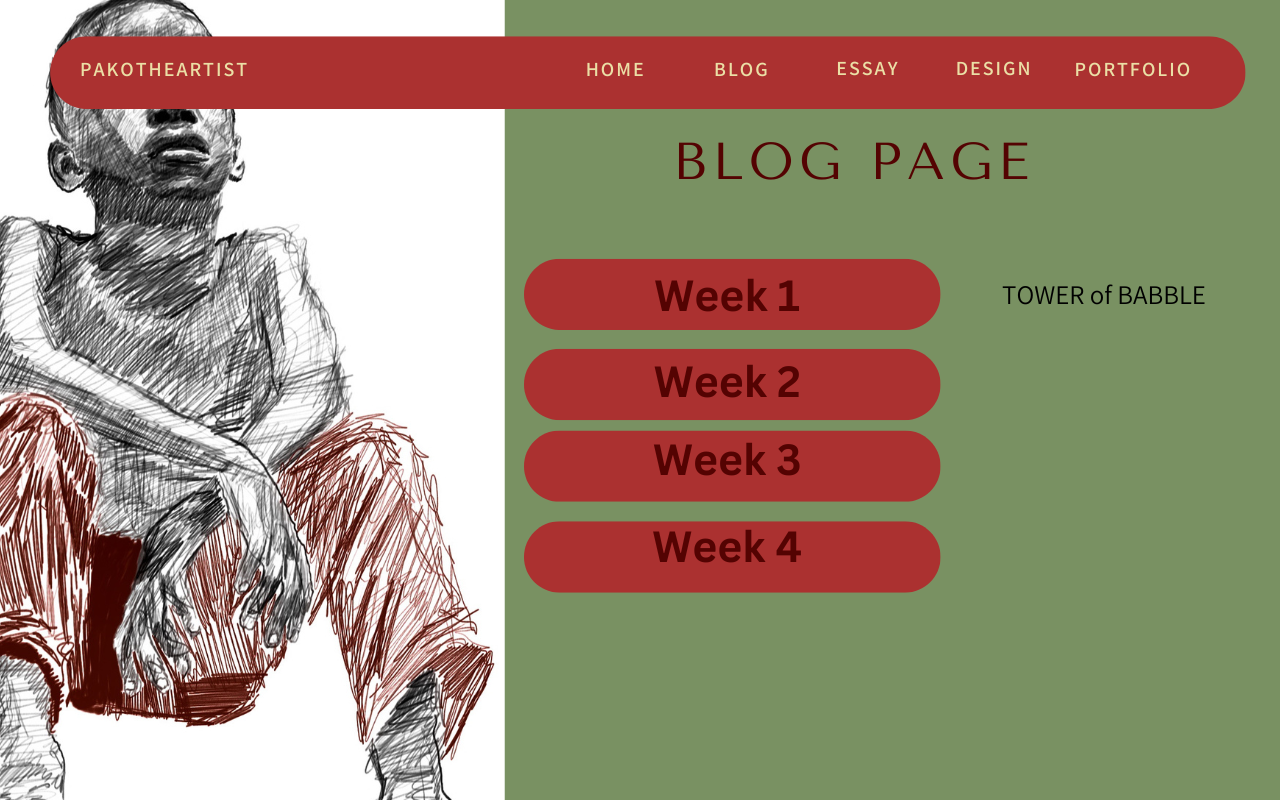 PAKOTHEARTIST HOME BLOG ESSAY DESIGN PORTFOLIO
BLOG PAGE
Week 1 TOWER of BABBLE
Week 2
Week 3
Week 4